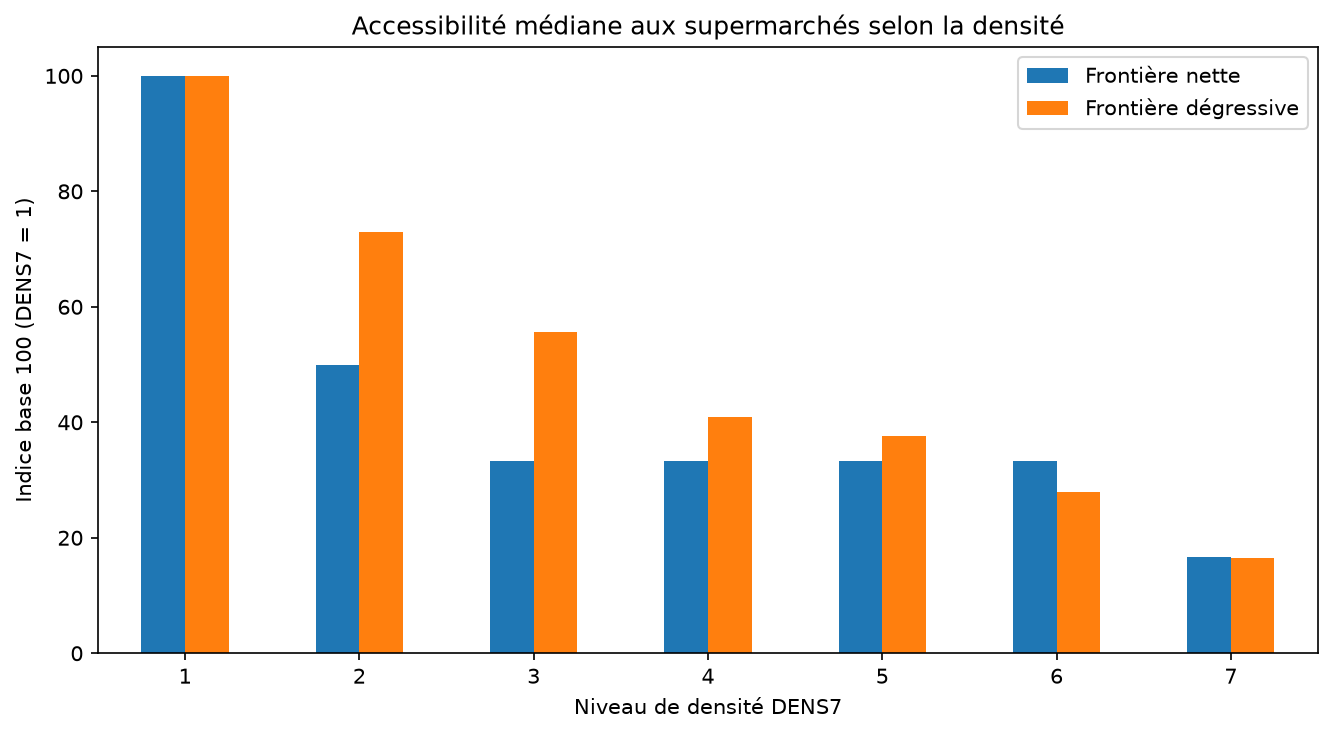 Accessibilité médiane aux supermarchés selon la densité
Frontière nette
Frontière dégressive
Indice base 100 (DENS7 = 1)
100
80
60
40
20
0
1 2 3 4 5 6 7
Niveau de densité DENS7